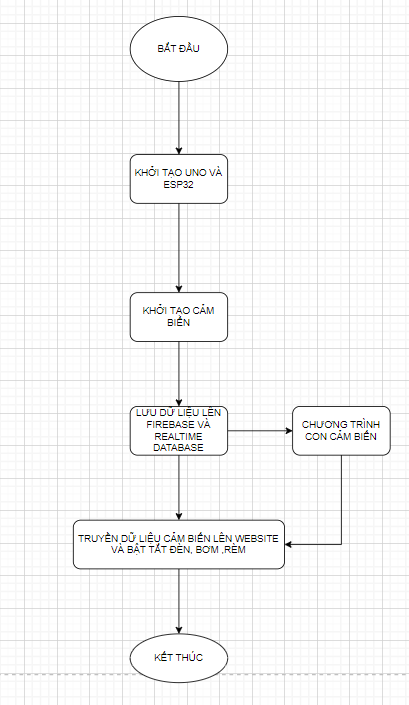 BẮT ĐẦU
KHỞI TẠO UNO VÀ
ESP32
KHỞI TẠO CẢM
BIẾN
LƯU DỮ LIỆU LÊN
FIREBASE VÀ
REALTIME
DATABASE
CHƯƠNG TRÌNH
CON CẢM BIẾN
TRUYỀN DỮ LIỆU CẢM BIẾN LÊN WEBSITE
VÀ BẬT TẮT ĐÈN, BƠM ,RÈM
KẾT THÚC